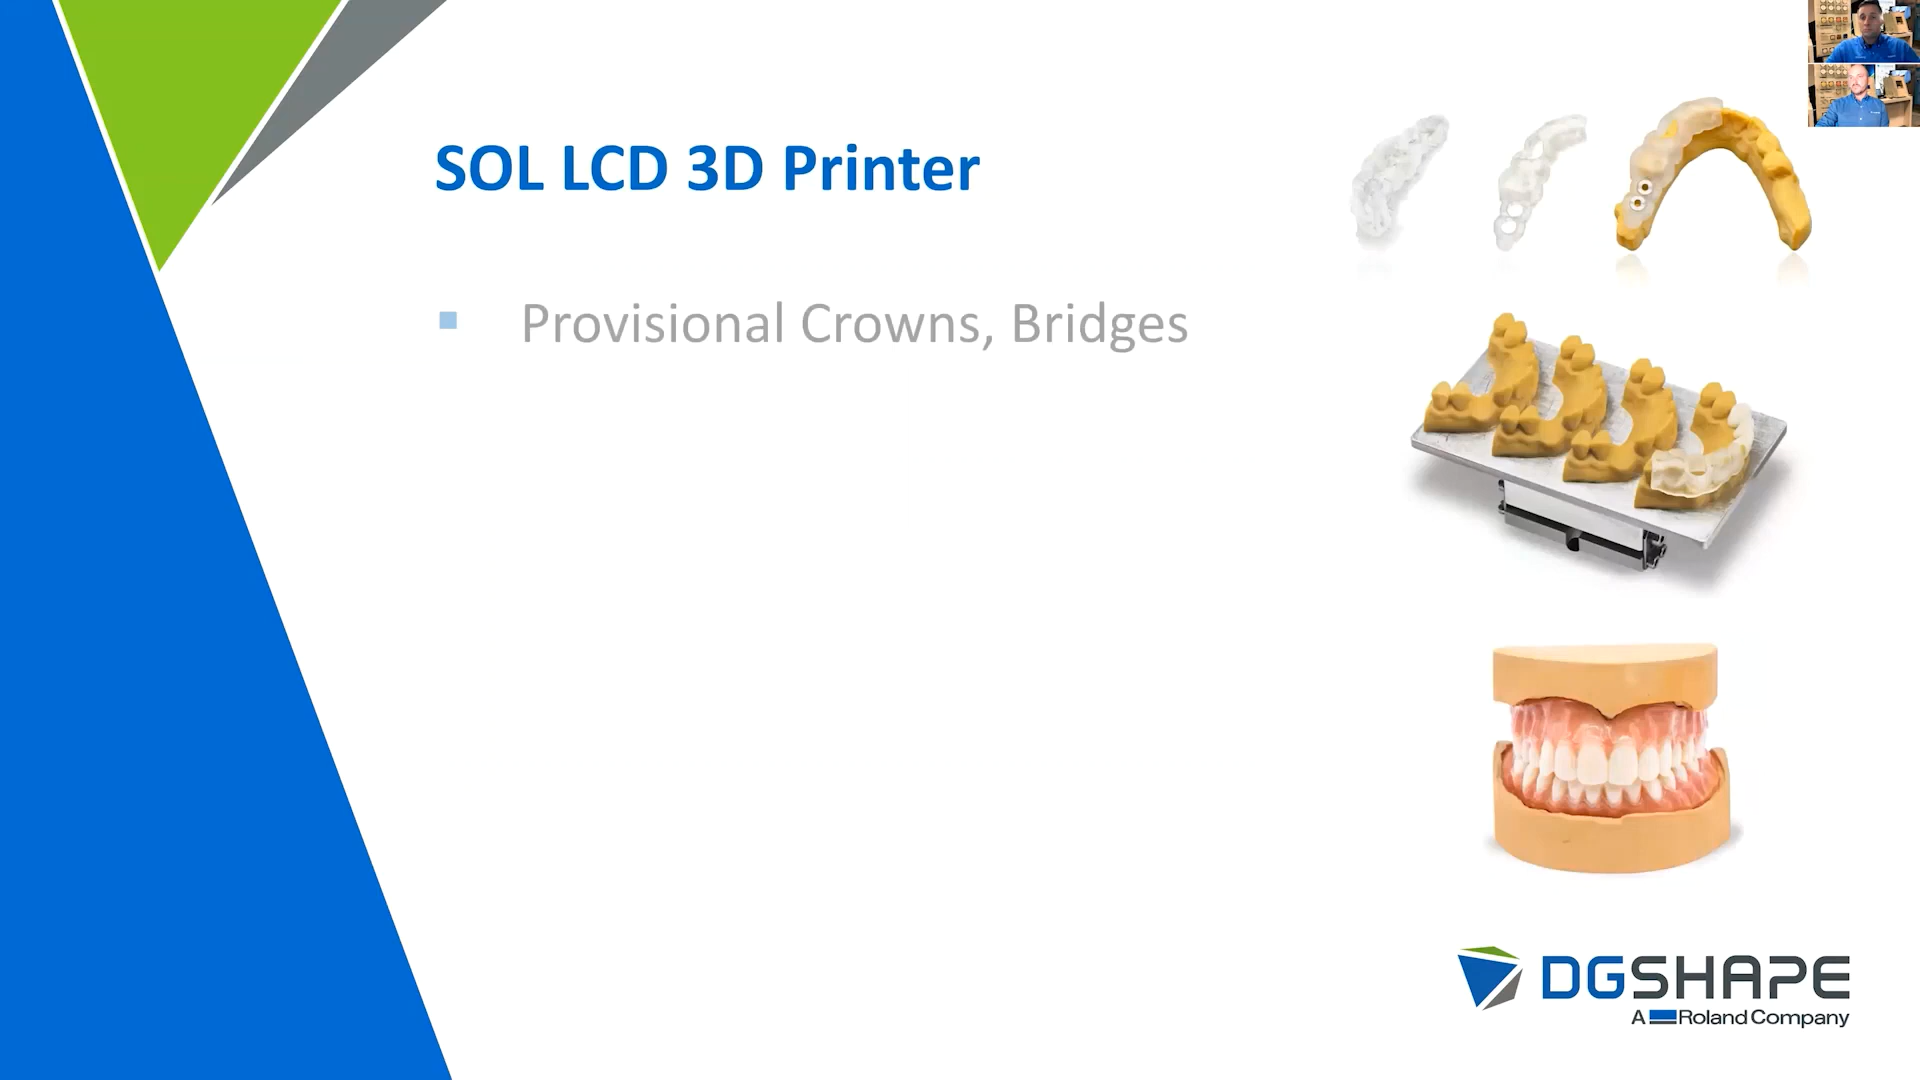 SOL LCD 3D Printer
Provisional Crowns, Bridges
DGSHAPE
A Roland Company